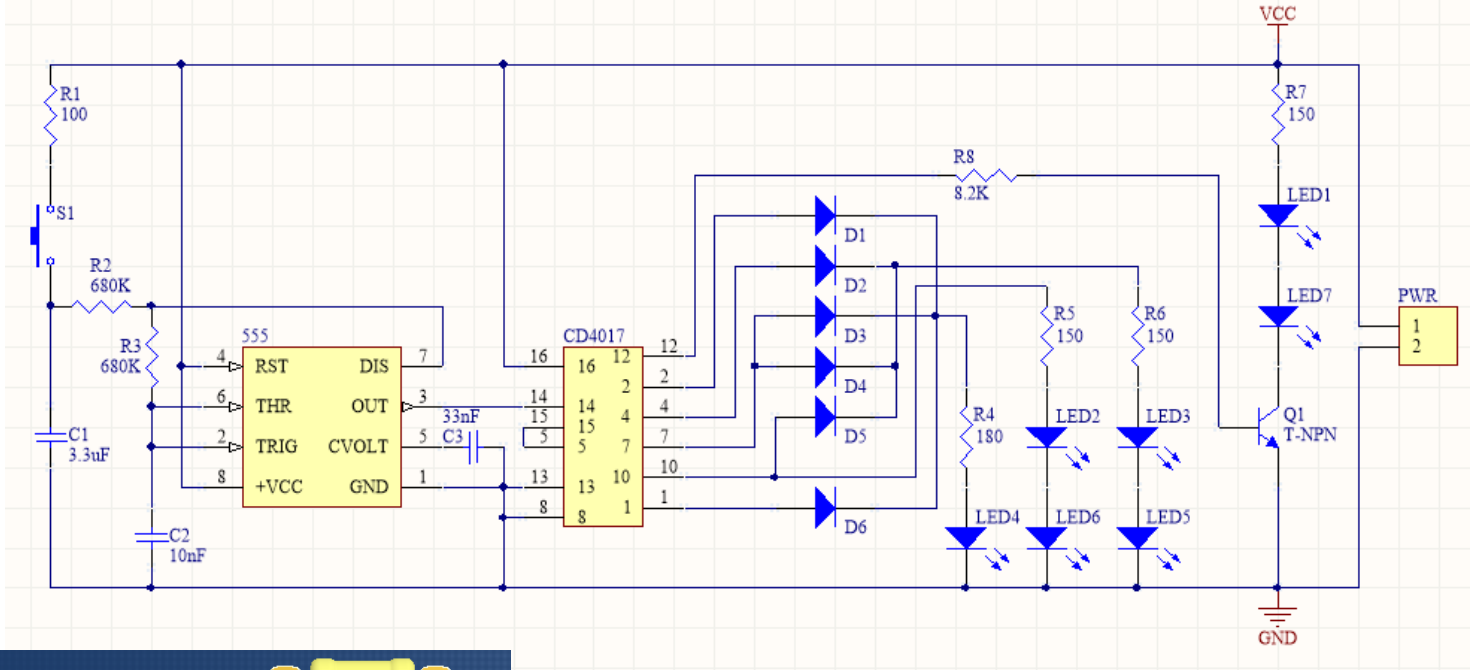 VCC
R1
100
R7
150
R8
8.2K
LED1
S1
D1
R2
680K
D2
LED7
PWR
1
2
R3
680K
555
D3
R5
150
R6
150
CD4017
4 RST DIS 7
16 16 12 12
2 2
D4
6 THR OUT 3
14 14
15 15
4 4
D5
R4
180
LED2
LED3
Q1
T-NPN
33nF
C3
C1
3.3uF
2 TRIG CVOLT 5
5 5
7 7
8 +VCC GND 1
13 13
10 10
8 8
1 1
D6
LED4
LED6
LED5
C2
10nF
GND